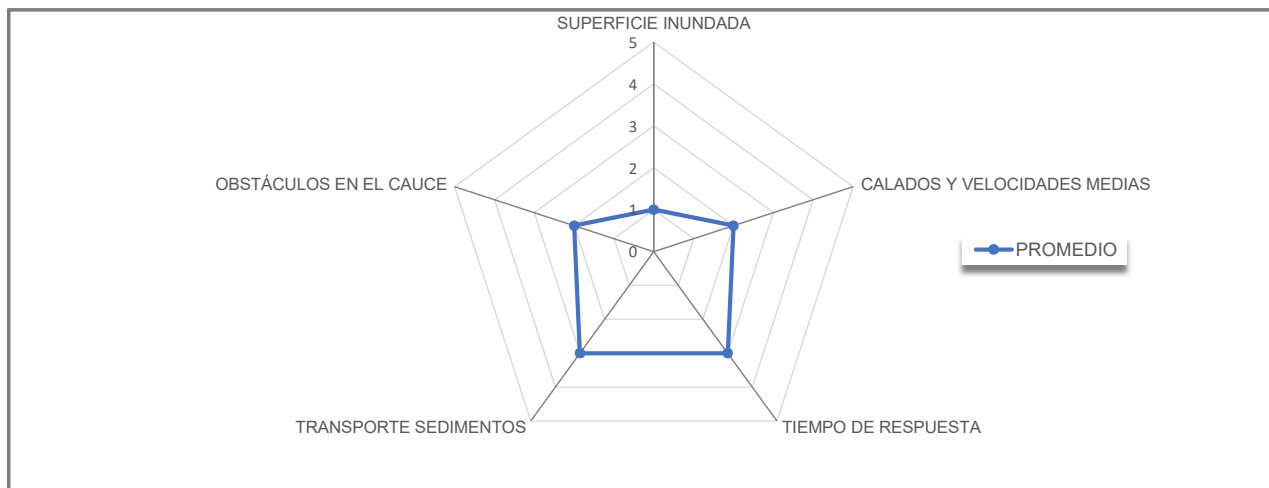 SUPERFICIE INUNDADA
5
4
3
2
1
0
OBSTÁCULOS EN EL CAUCE
CALADOS Y VELOCIDADES MEDIAS
PROMEDIO
TRANSPORTE SEDIMENTOS
TIEMPO DE RESPUESTA